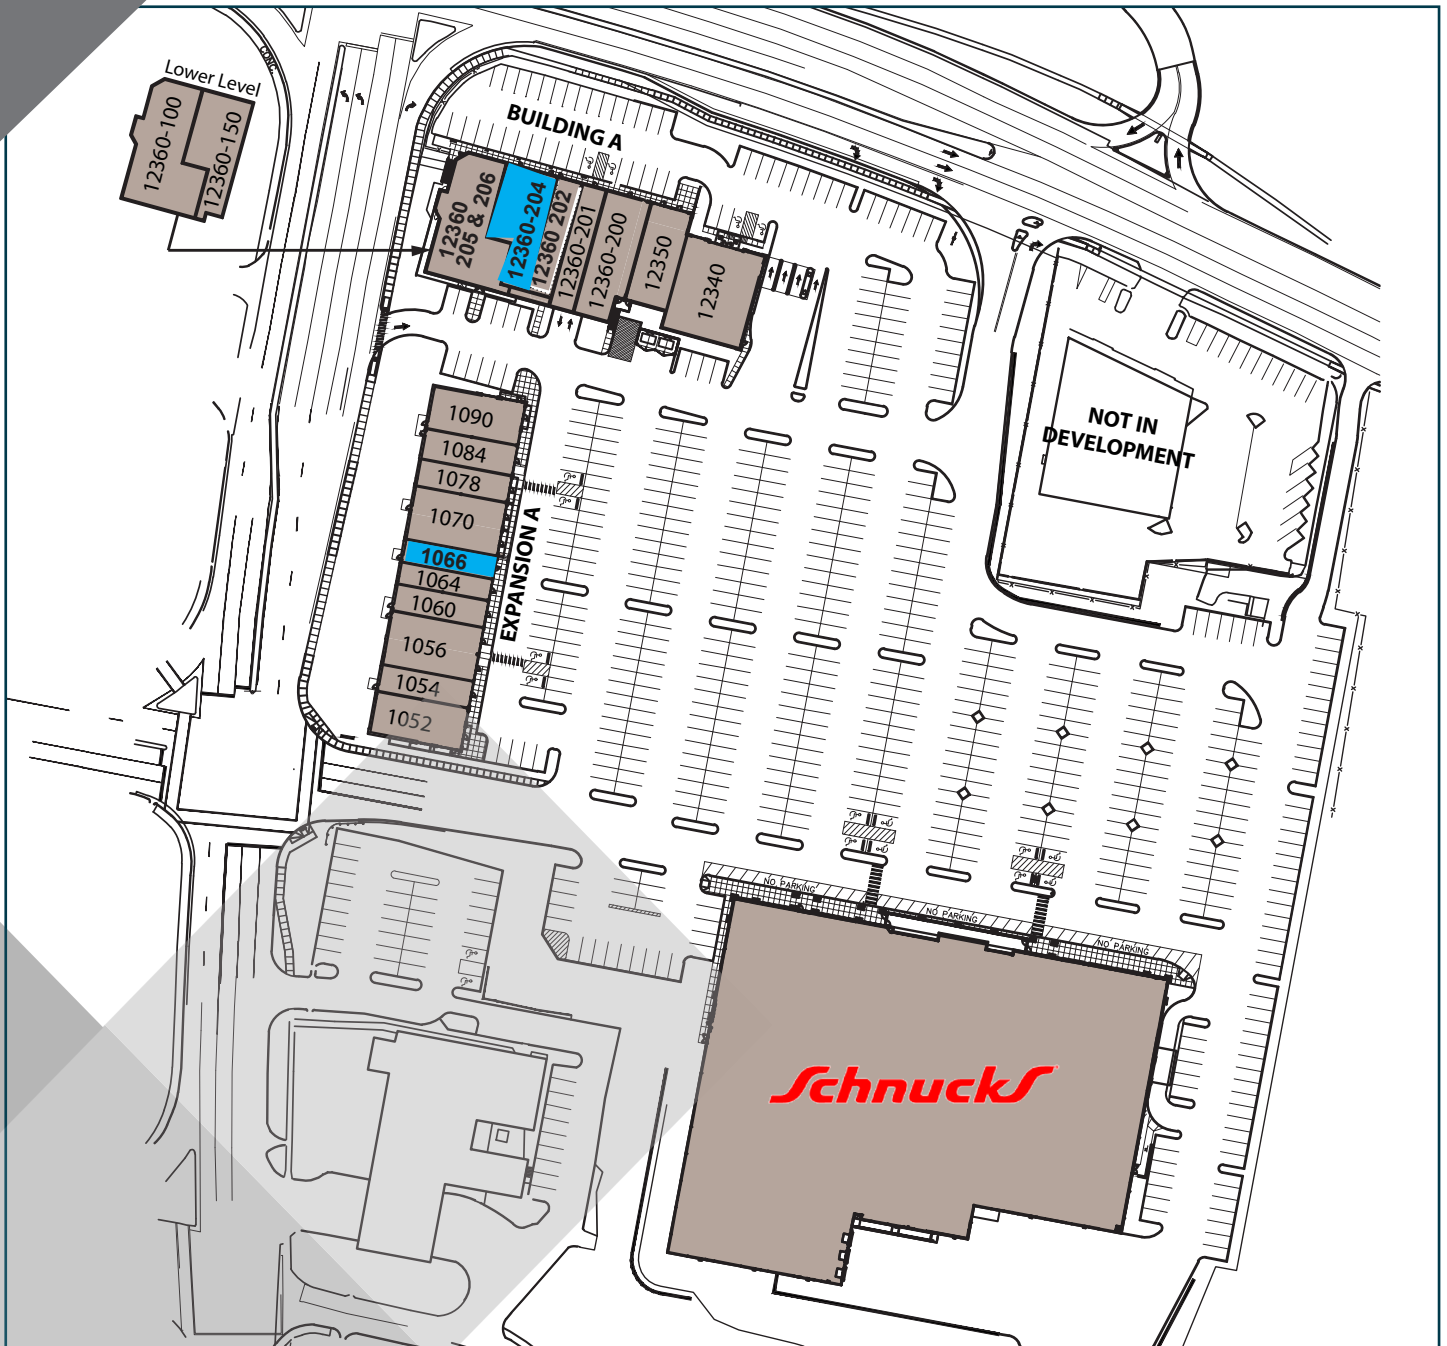 CONC.
Lower Level
12360-100
12360-150
BUILDING A
12360
205 & 206
12360-204
12360 202
12360-201
12360-200
12350
12340
NOT IN
DEVELOPMENT
1090
1084
1078
1070
1066
1064
1060
1056
1054
1052
EXPANSION A
NO PARKING
NO PARKING
NO PARKING
Schnucks